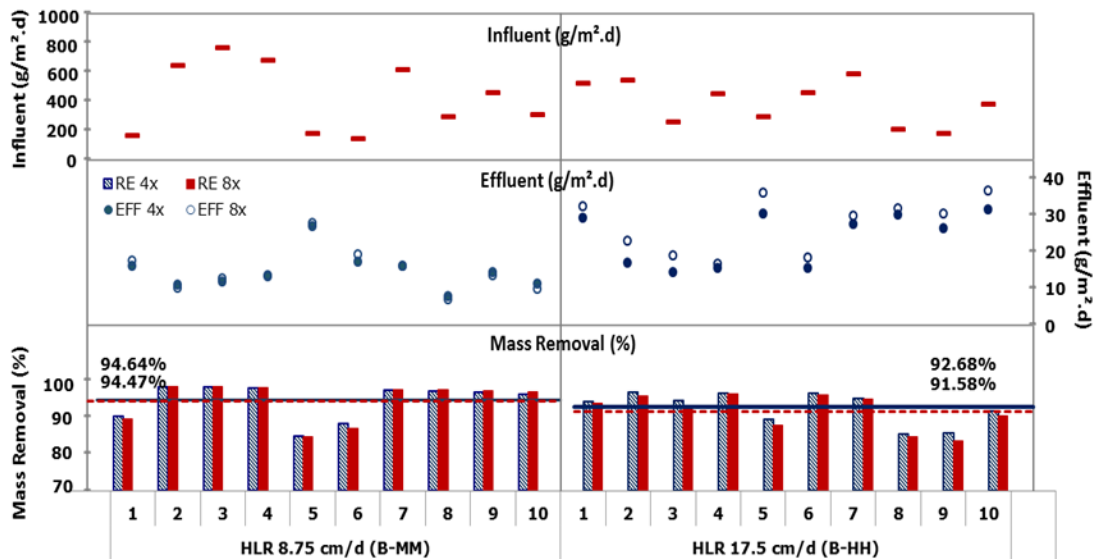 Influent (g/m².d)
1000
800
600
400
200
0
Influent (g/m².d)
Effluent (g/m².d)
RE 4x RE 8x
EFF 4x EFF 8x
40
30
20
10
0
Effluent (g/m².d)
Mass Removal (%)
Mass Removal (%)
94.64%
94.47%
92.68%
91.58%
100
90
80
70
1 2 3 4 5 6 7 8 9 10 1 2 3 4 5 6 7 8 9 10
HLR 8.75 cm/d (B-MM) HLR 17.5 cm/d (B-HH)